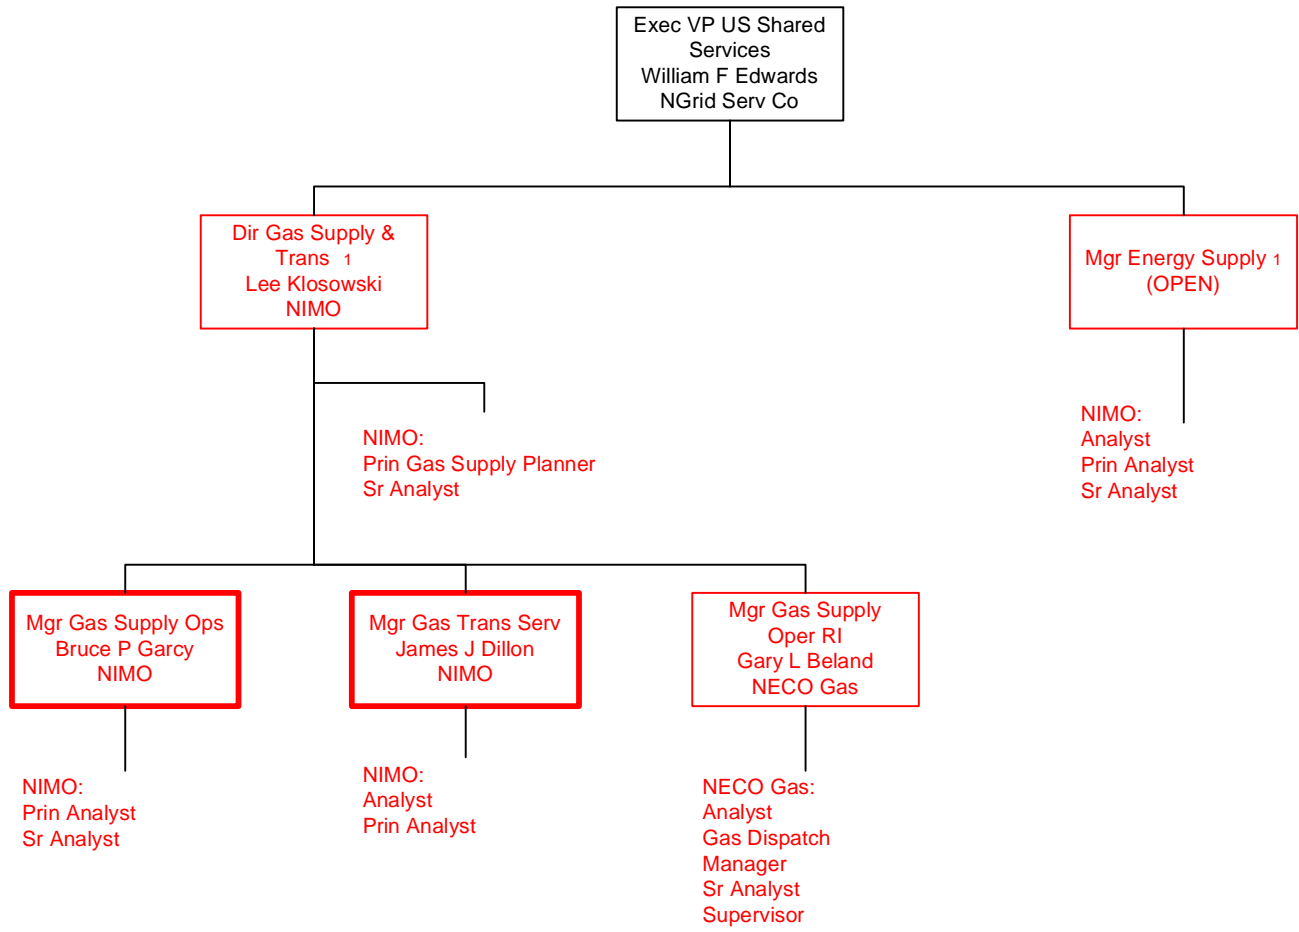 Exec VP US Shared
Services
William F Edwards
NGrid Serv Co
Dir Gas Supply &
Trans 1
Lee Klosowski
NIMO
Mgr Energy Supply 1
(OPEN)
NIMO:
Prin Gas Supply Planner
Sr Analyst
NIMO:
Analyst
Prin Analyst
Sr Analyst
Mgr Gas Supply Ops
Bruce P Garcy
NIMO
Mgr Gas Trans Serv
James J Dillon
NIMO
Mgr Gas Supply
Oper RI
Gary L Beland
NECO Gas
NIMO:
Prin Analyst
Sr Analyst
NIMO:
Analyst
Prin Analyst
NECO Gas:
Analyst
Gas Dispatch
Manager
Sr Analyst
Supervisor